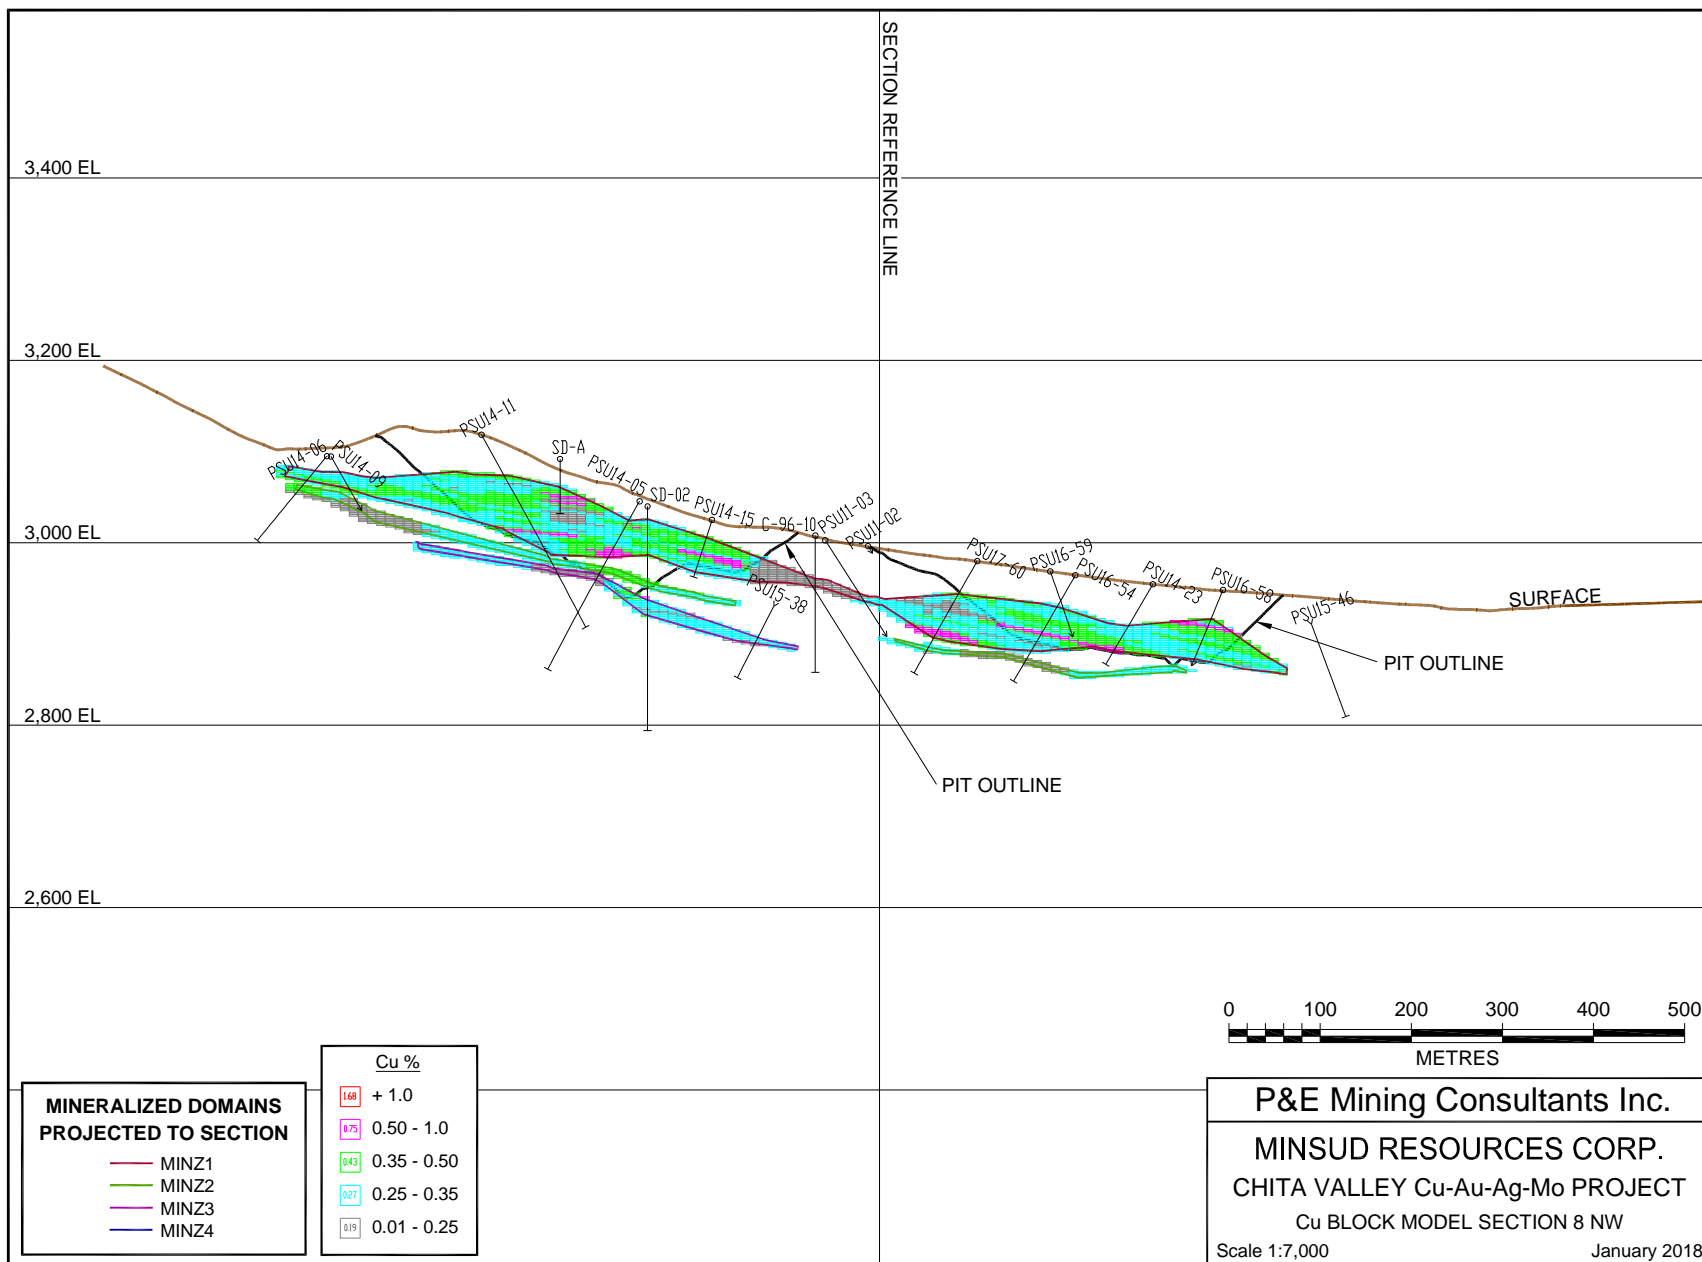 SECTION REFERENCE LINE
3,400 EL
3,200 EL
PSU14-11
PSU14-06
PSU14-09
SD-A
PSU14-05
SD-02
PSU14-15
C-96-10
PSU11-03
PSU11-02
3,000 EL
PSU17-60
PSU16-59
PSU16-54
PSU14-23
PSU16-58
PSU15-46
SURFACE
PSU15-38
PIT OUTLINE
2,800 EL
PIT OUTLINE
2,600 EL
0 100 200 300 400 500
METRES
Cu %
1.68 + 1.0
0.75 0.50 - 1.0
0.43 0.35 - 0.50
0.27 0.25 - 0.35
0.19 0.01 - 0.25
MINERALIZED DOMAINS
PROJECTED TO SECTION
MINZ1
MINZ2
MINZ3
MINZ4
P&E Mining Consultants Inc.
MINSUD RESOURCES CORP.
CHITA VALLEY Cu-Au-Ag-Mo PROJECT
Cu BLOCK MODEL SECTION 8 NW
Scale 1:7,000 January 2018